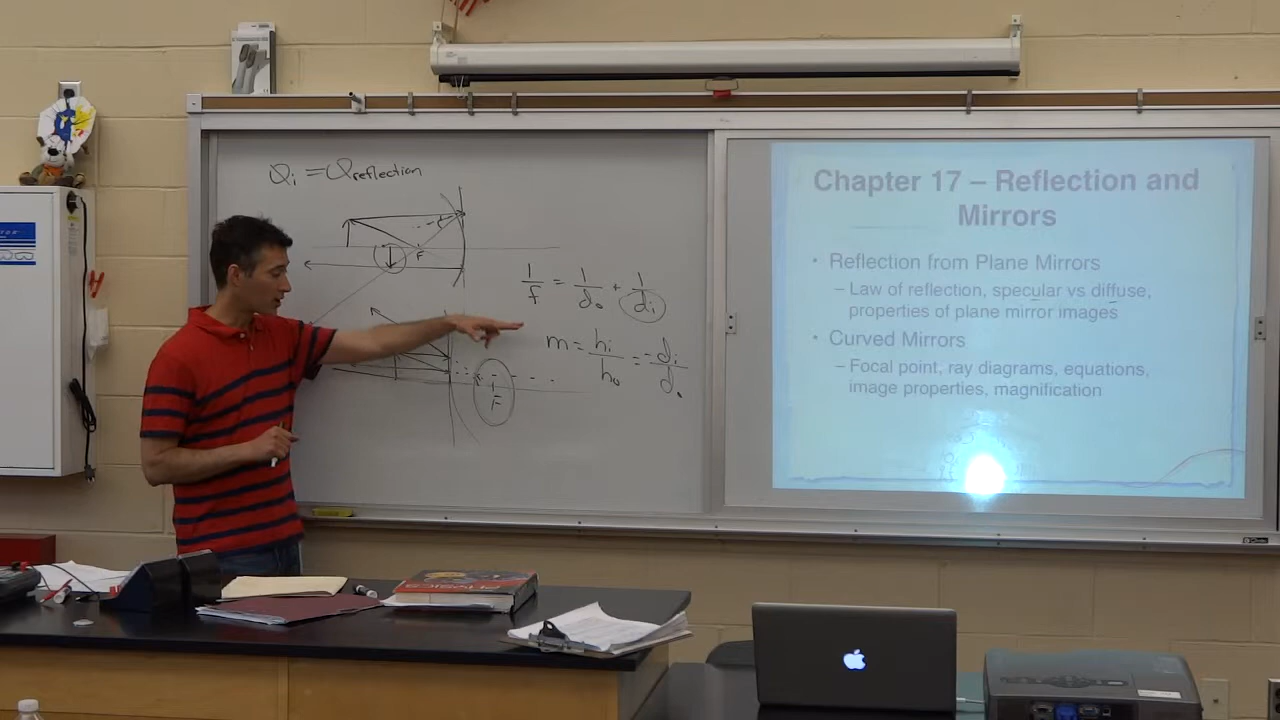 Θi = Θreflection
F
1/f = 1/do + 1/di
m = hi/ho = -di/do
F
Chapter 17 – Reflection and
Mirrors
• Reflection from Plane Mirrors
– Law of reflection, specular vs diffuse,
properties of plane mirror images
• Curved Mirrors
– Focal point, ray diagrams, equations,
image properties, magnification
PHYSICS